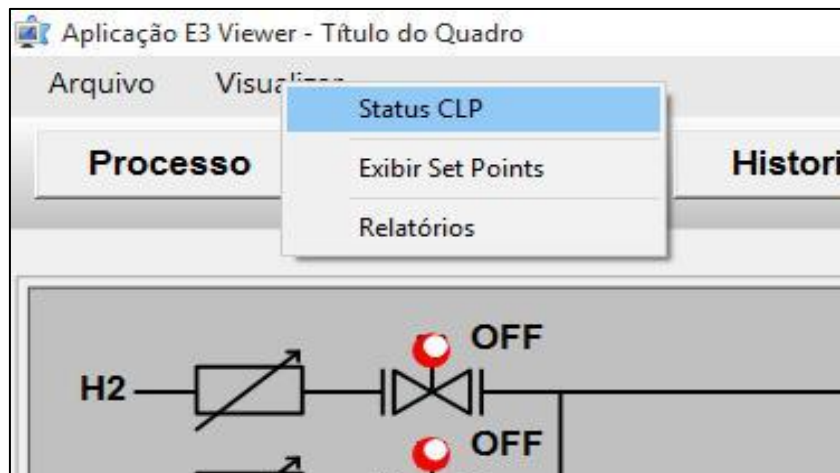 Aplicação E3 Viewer - Título do Quadro
Arquivo
Status CLP
Processo
Exibir Set Points
Relatórios
OFF
H2
OFF